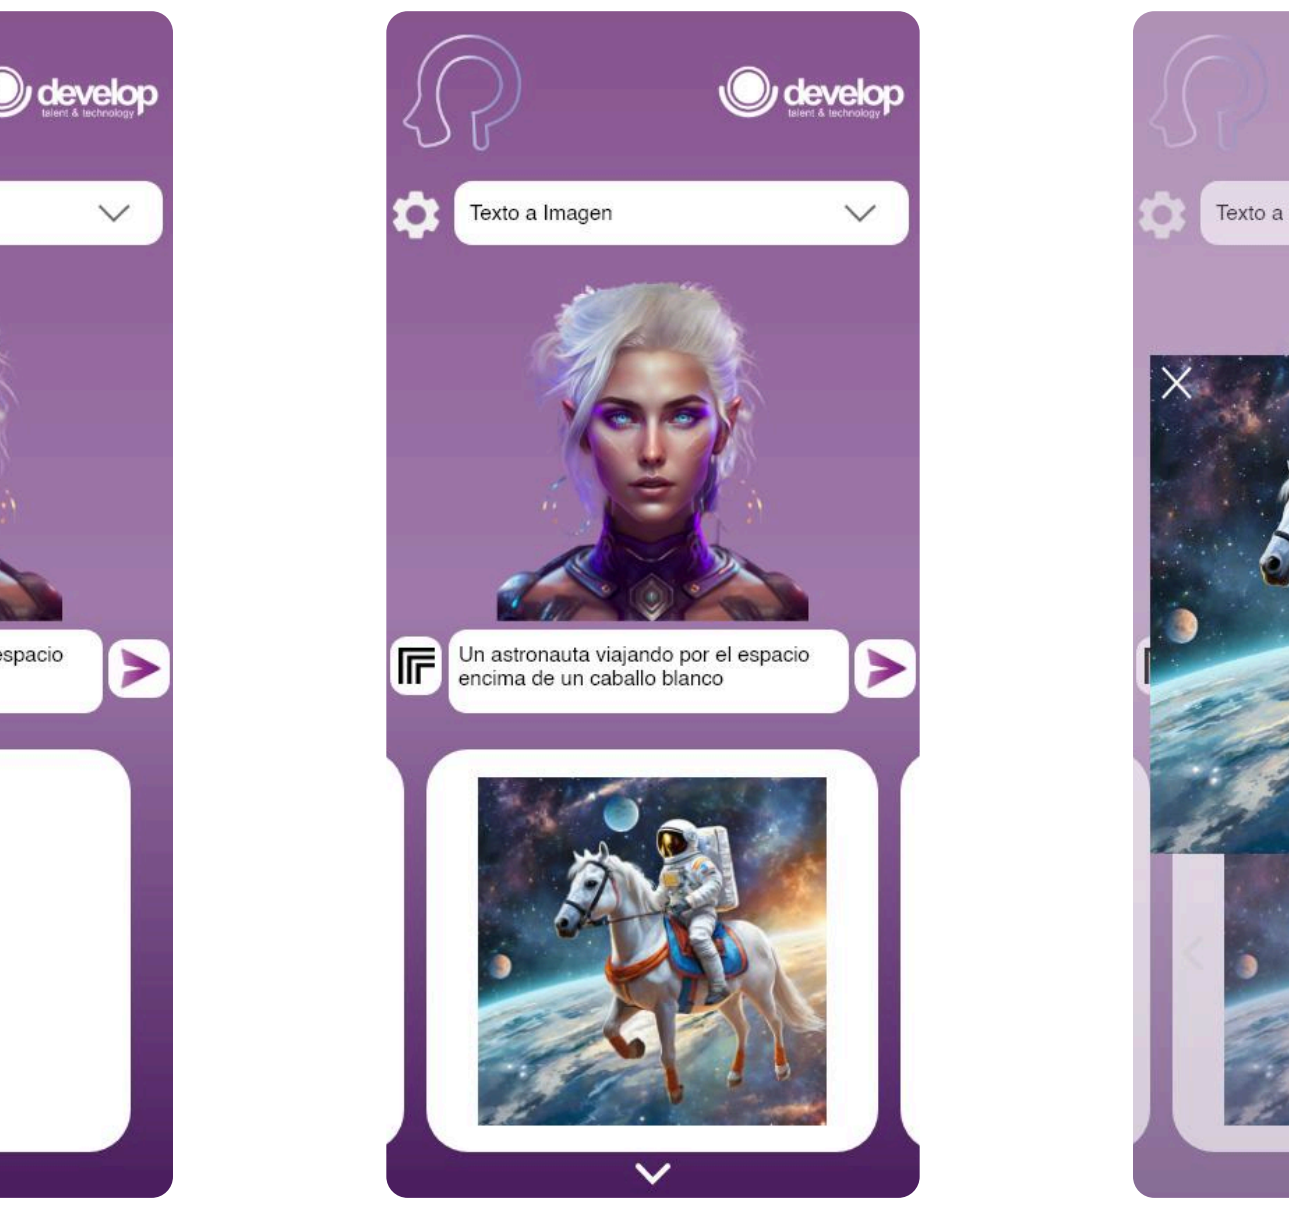 develop
talent & technology
espacio
develop
talent & technology
Texto a Imagen
Un astronauta viajando por el espacio
encima de un caballo blanco
Texto a